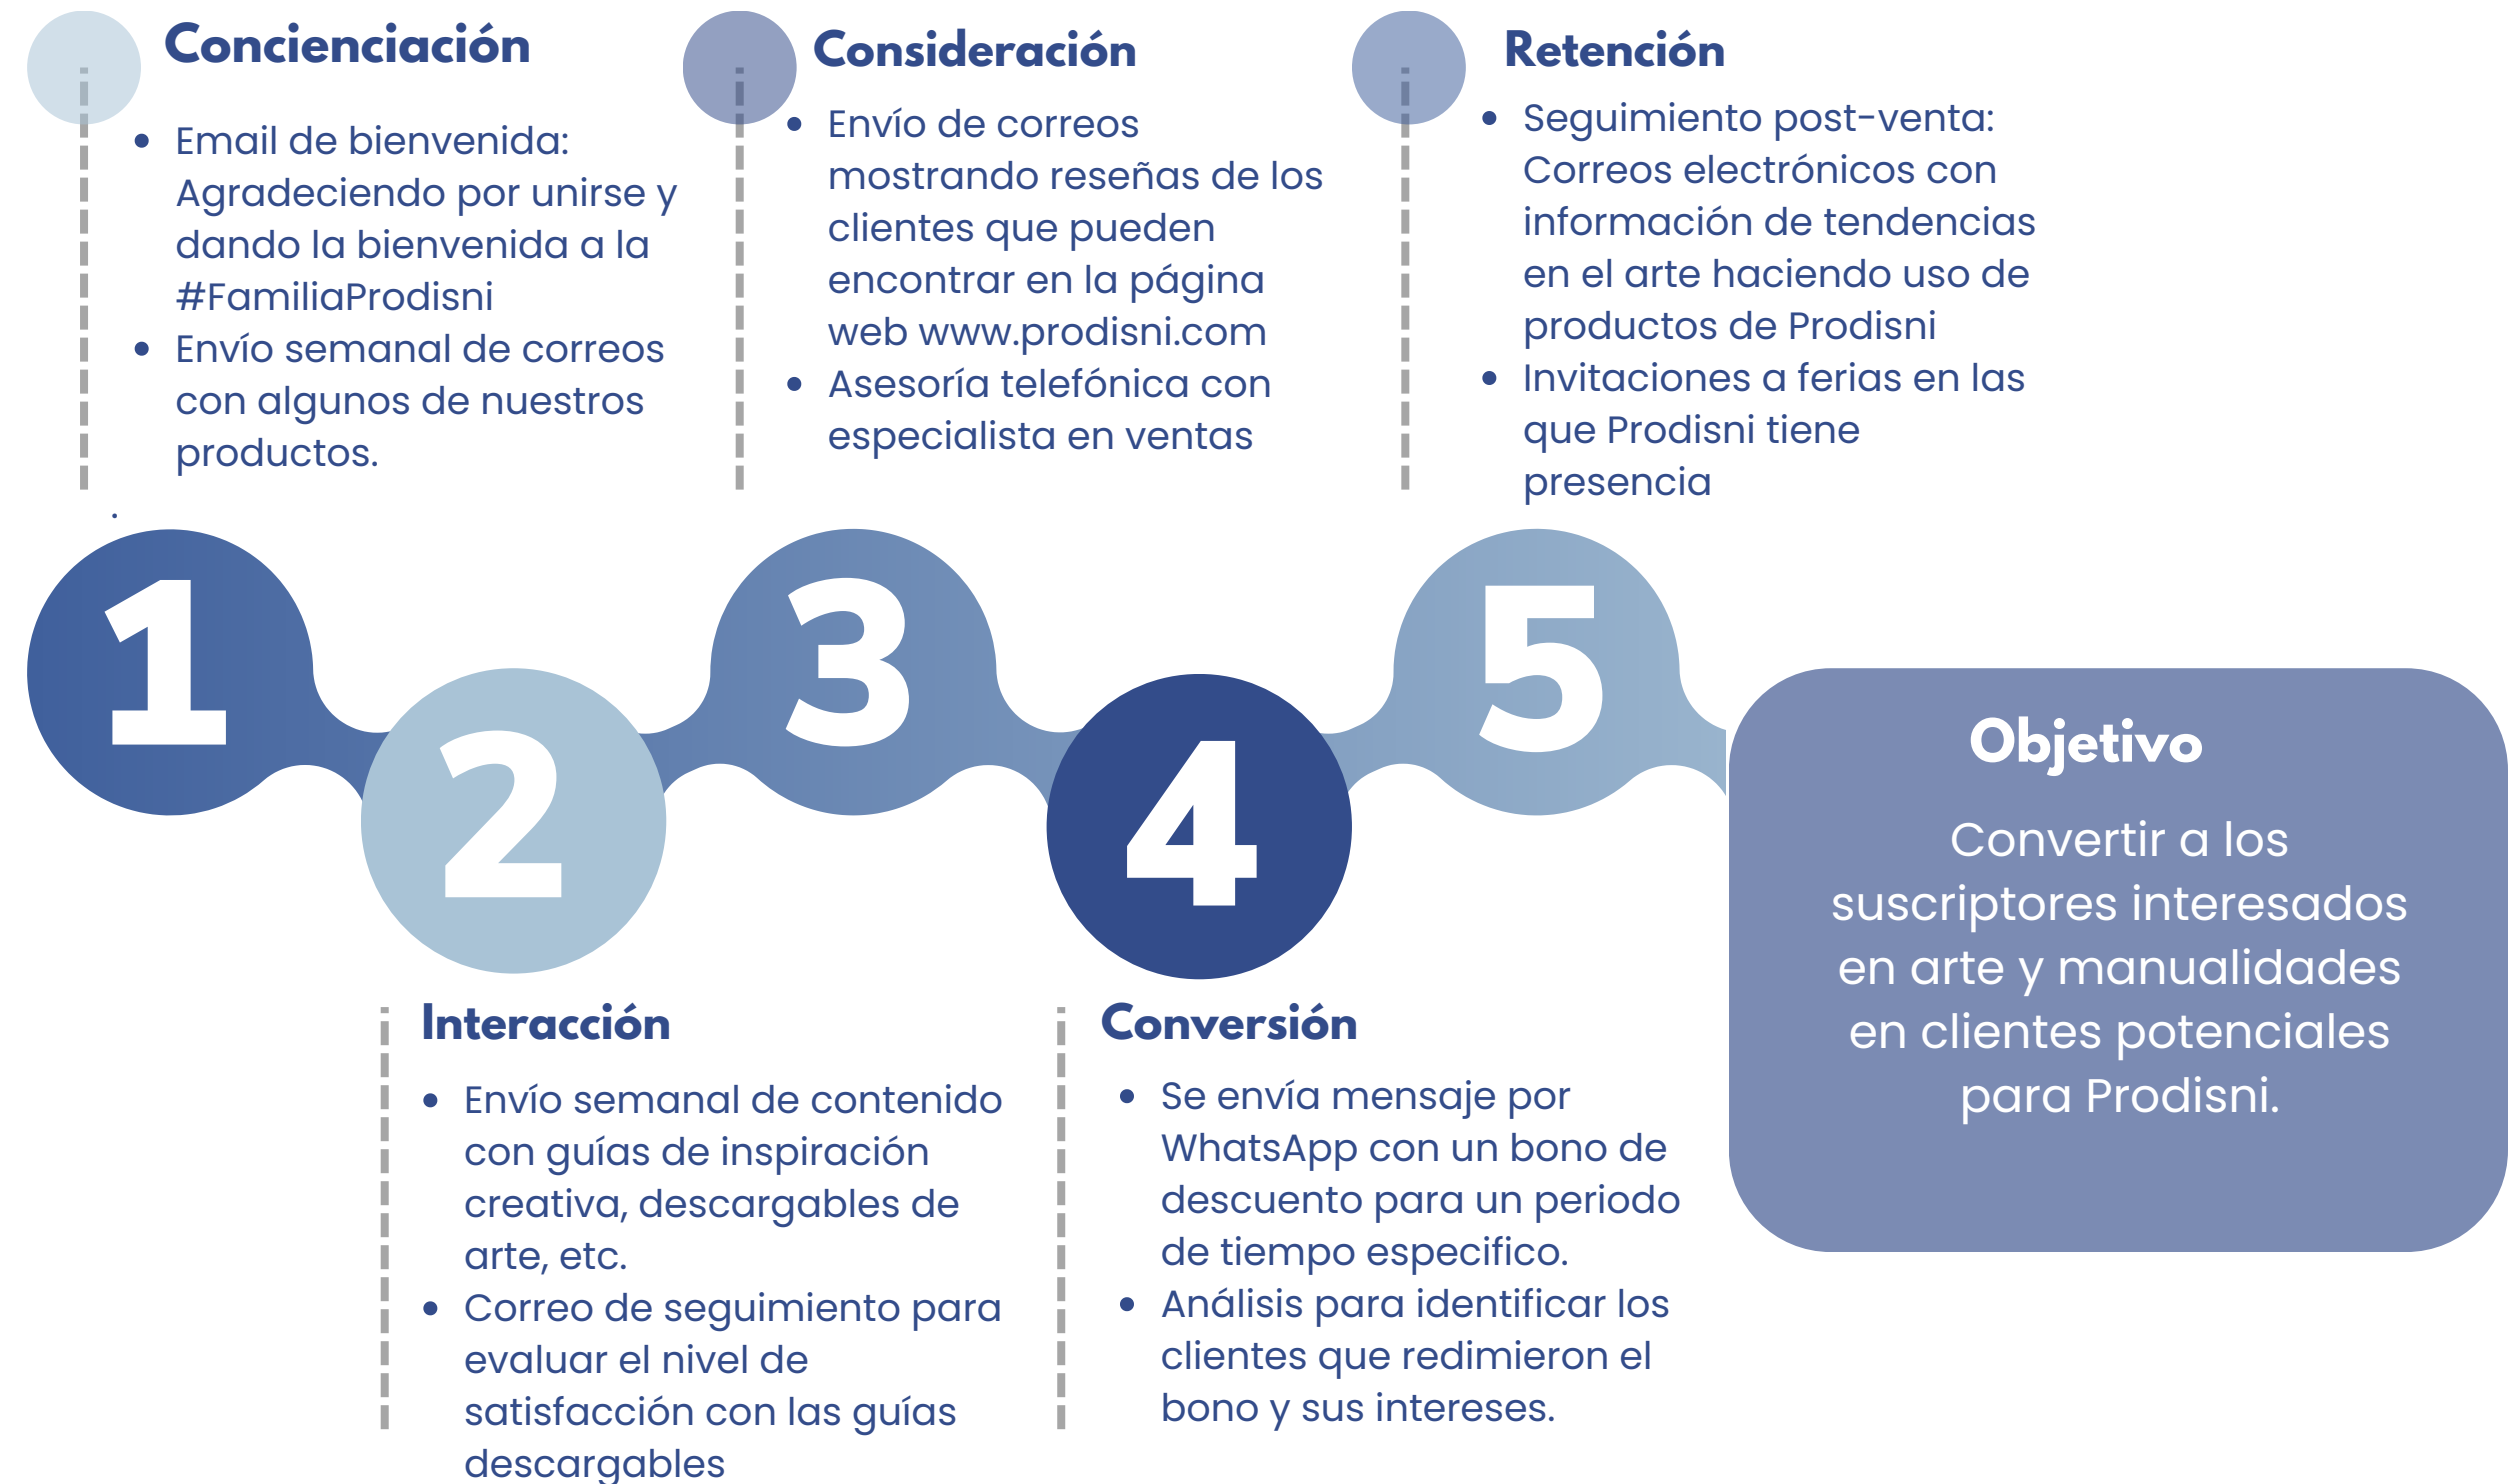 Concienciación
• Email de bienvenida:
Agradeciendo por unirse y
dando la bienvenida a la
#FamiliaProdisni
• Envío semanal de correos
con algunos de nuestros
productos.
.
Consideración
• Envío de correos
mostrando reseñas de los
clientes que pueden
encontrar en la página
web www.prodisni.com
• Asesoría telefónica con
especialista en ventas
Retención
• Seguimiento post-venta:
Correos electrónicos con
información de tendencias
en el arte haciendo uso de
productos de Prodisni
• Invitaciones a ferias en las
que Prodisni tiene
presencia
1
2
3
4
5
Interacción
• Envío semanal de contenido
con guías de inspiración
creativa, descargables de
arte, etc.
• Correo de seguimiento para
evaluar el nivel de
satisfacción con las guías
descargables
Conversión
• Se envía mensaje por
WhatsApp con un bono de
descuento para un periodo
de tiempo especifico.
• Análisis para identificar los
clientes que redimieron el
bono y sus intereses.
Objetivo
Convertir a los
suscriptores interesados
en arte y manualidades
en clientes potenciales
para Prodisni.